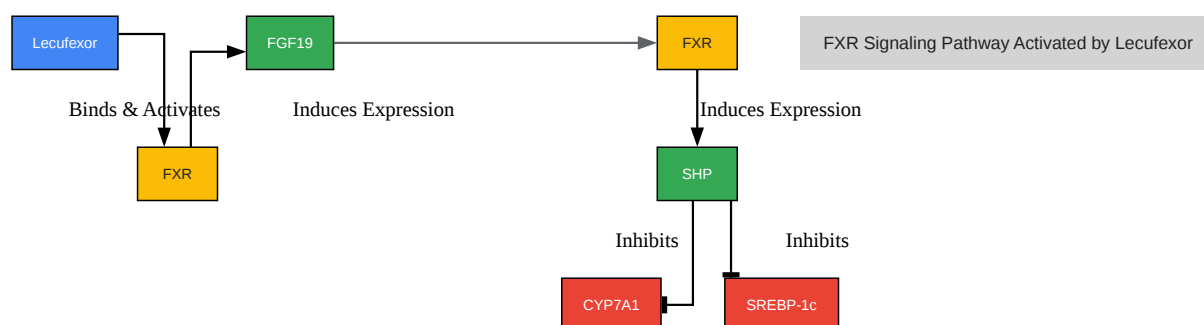 Lecufexor
FGF19
FXR
FXR Signaling Pathway Activated by Lecufexor
Binds & Activates
Induces Expression
Induces Expression
FXR
SHP
Inhibits
Inhibits
CYP7A1
SREBP-1c